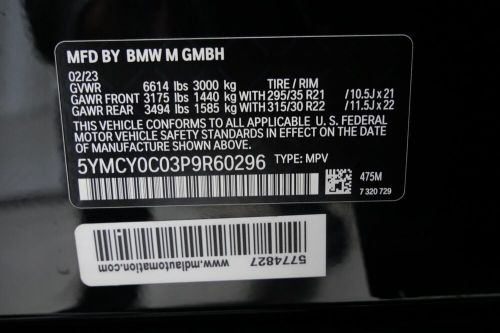 MFD BY BMW M GMBH
02/23
GVWR 6614 lbs 3000 kg TIRE / RIM
GAWR FRONT 3175 lbs 1440 kg WITH 295/35 R21 / 10.5J x 21
GAWR REAR 3494 lbs 1585 kg WITH 315/30 R22 / 11.5J x 22
THIS VEHICLE CONFORMS TO ALL APPLICABLE U. S. FEDERAL
MOTOR VEHICLE SAFETY STANDARDS IN EFFECT ON THE DATE
OF MANUFACTURE SHOWN ABOVE.
5YMCY0C03P9R60296 TYPE: MPV
475M
7 320 729
5774827
www.mdlautomation.com